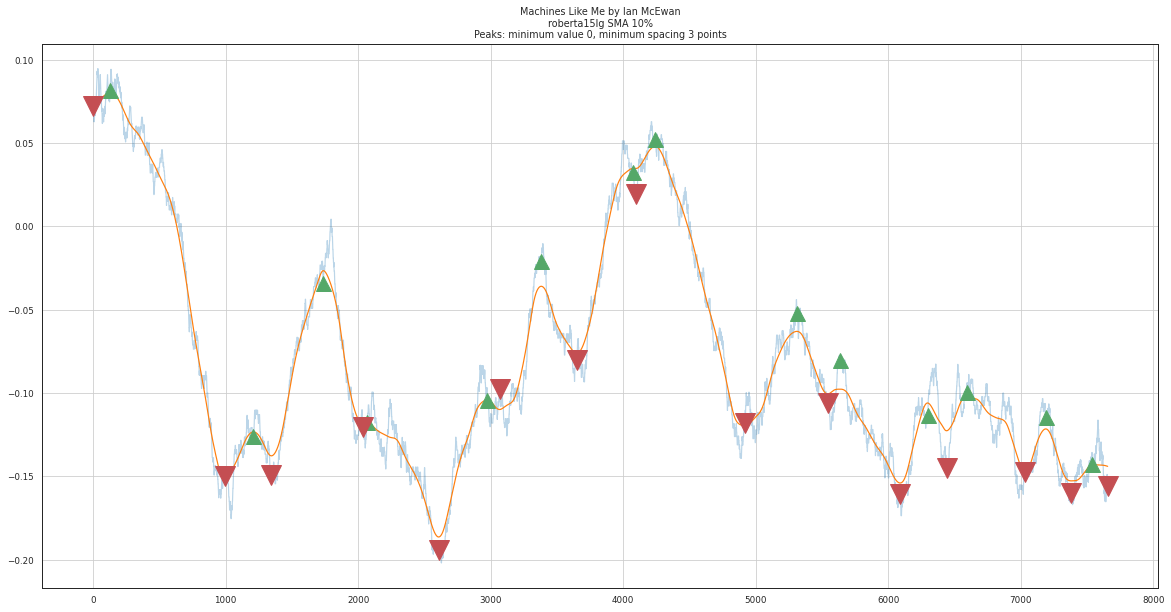 Machines Like Me by Ian McEwan
roberta15lg SMA 10%
Peaks: minimum value 0, minimum spacing 3 points
0.10
0.05
0.00
−0.05
−0.10
−0.15
−0.20
0 1000 2000 3000 4000 5000 6000 7000 8000